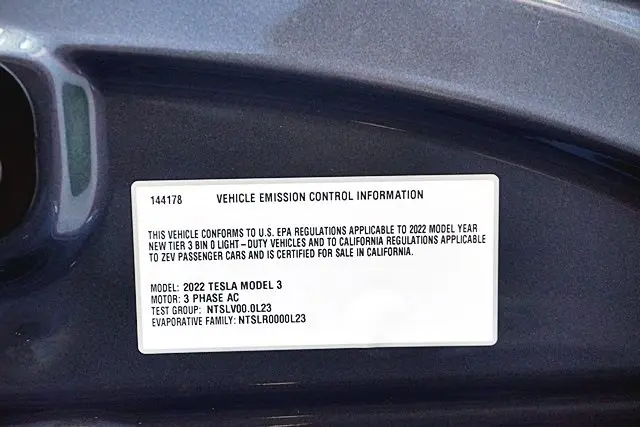 144178 VEHICLE EMISSION CONTROL INFORMATION
THIS VEHICLE CONFORMS TO U.S. EPA REGULATIONS APPLICABLE TO 2022 MODEL YEAR
NEW TIER 3 BIN 0 LIGHT-DUTY VEHICLES AND TO CALIFORNIA REGULATIONS APPLICABLE
TO ZEV PASSENGER CARS AND IS CERTIFIED FOR SALE IN CALIFORNIA.
MODEL: 2022 TESLA MODEL 3
MOTOR: 3 PHASE AC
TEST GROUP: NTSLV00.0L23
EVAPORATIVE FAMILY: NTSLR0000L23